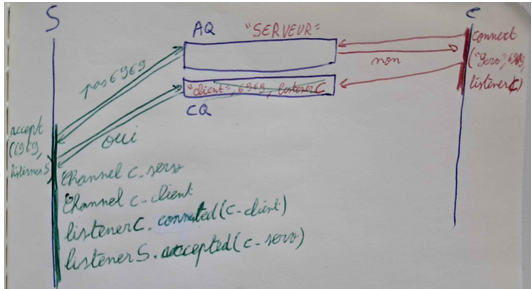 S
AQ "SERVEUR" C
connect
("Serv", 6969,
listenerC)
non
pas 6969
"client", 6969, listenerC
CQ
accept
(6969,
listenerS)
oui
Channel c-serv
Channel c-client
listenerC.connected(c-client)
listenerS.accepted(c-serv)